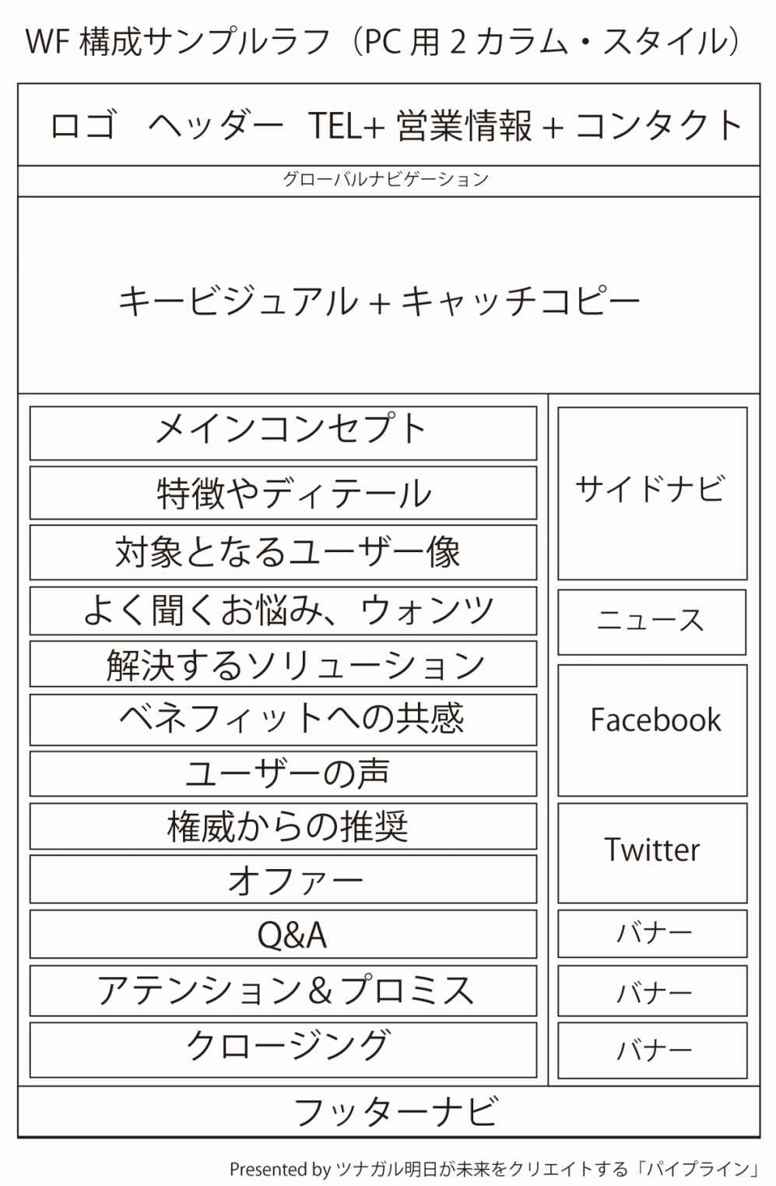 WF 構成サンプルラフ（PC 用 2 カラム・スタイル）
ロゴ ヘッダー TEL+ 営業情報 + コンタクト
グローバルナビゲーション
キービジュアル + キャッチコピー
メインコンセプト
特徴やディテール
対象となるユーザー像
よく聞くお悩み、ウォンツ
解決するソリューション
ベネフィットへの共感
ユーザーの声
権威からの推奨
オファー
Q&A
アテンション＆プロミス
クロージング
サイドナビ
ニュース
Facebook
Twitter
バナー
バナー
バナー
フッターナビ
Presented by ツナガル明日が未来をクリエイトする「パイプライン」